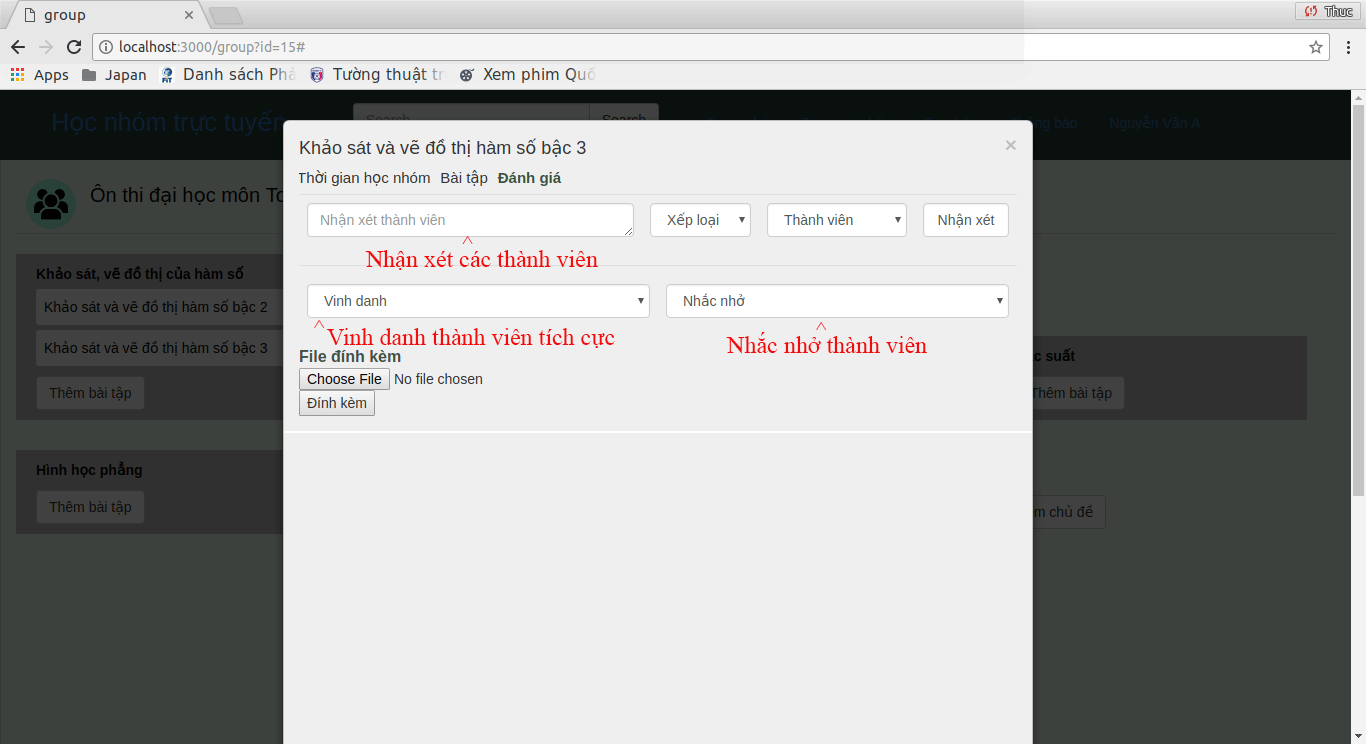 group
Thuc
localhost:3000/group?id=15#
Apps Japan Danh sách Phả Tường thuật tr Xem phim Quố
Học nhóm trực tuyến Search Search ng báo Nguyễn Văn A
Khảo sát và vẽ đồ thị hàm số bậc 3 ×
Thời gian học nhóm Bài tập Đánh giá
Ôn thi đại học môn To
Nhận xét thành viên Xếp loại Thành viên Nhận xét
Nhận xét các thành viên
Khảo sát, vẽ đồ thị của hàm số
Khảo sát và vẽ đồ thị hàm số bậc 2
Vinh danh Nhắc nhở
Vinh danh thành viên tích cực
Nhắc nhở thành viên
Khảo sát và vẽ đồ thị hàm số bậc 3
File đính kèm
c suất
Choose File No file chosen
Thêm bài tập
Thêm bài tập
Đính kèm
Hình học phẳng
Thêm bài tập
m chủ đề